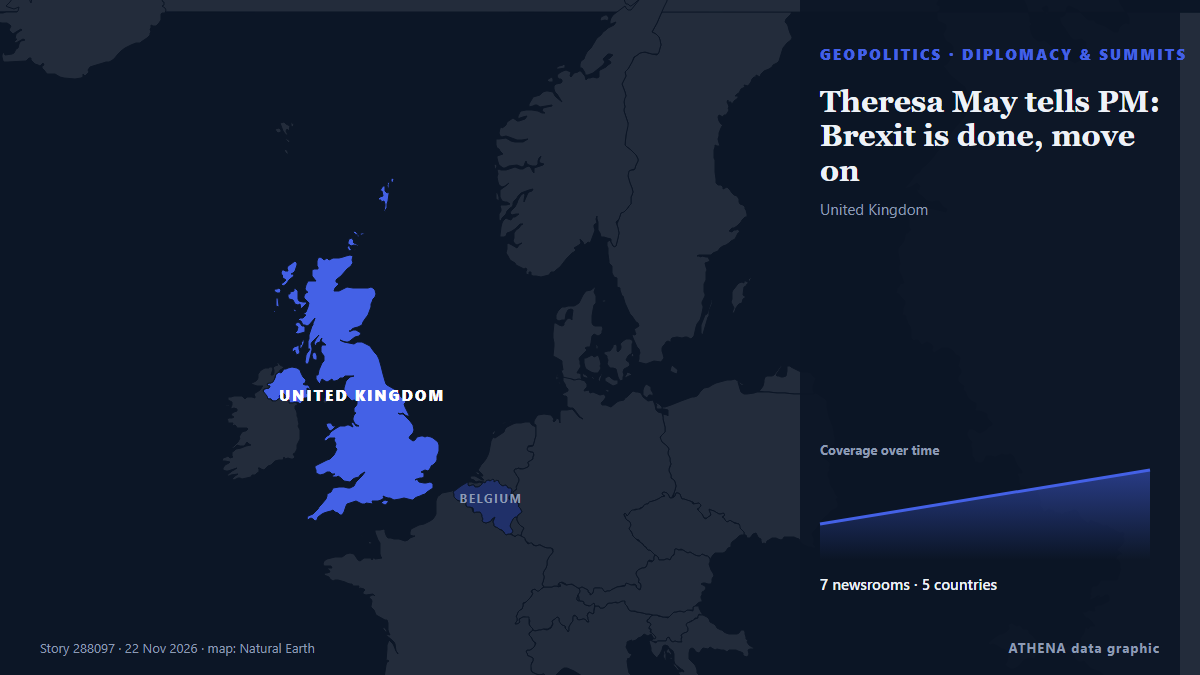 GEOPOLITICS · DIPLOMACY & SUMMITS
Theresa May tells PM:
Brexit is done, move
on
United Kingdom
UNITED KINGDOM
BELGIUM
Coverage over time
7 newsrooms · 5 countries
Story 288097 · 22 Nov 2026 · map: Natural Earth
ATHENA data graphic